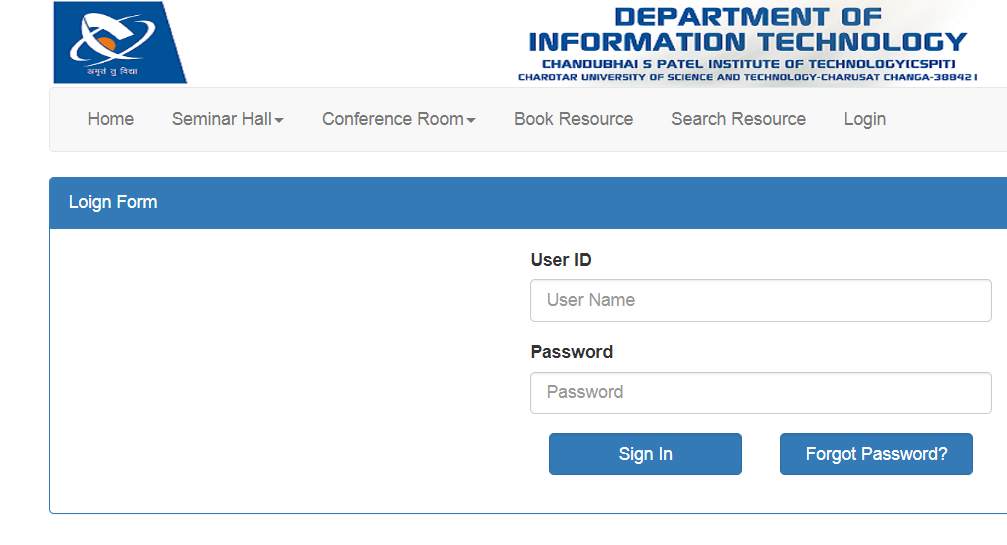 अमृतं तु विद्या
DEPARTMENT OF
INFORMATION TECHNOLOGY
CHANDUBHAI S PATEL INSTITUTE OF TECHNOLOGY(CSPIT)
CHAROTAR UNIVERSITY OF SCIENCE AND TECHNOLOGY-CHARUSAT CHANGA-388421
Home Seminar Hall Conference Room Book Resource Search Resource Login
Loign Form
User ID
User Name
Password
Password
Sign In Forgot Password?